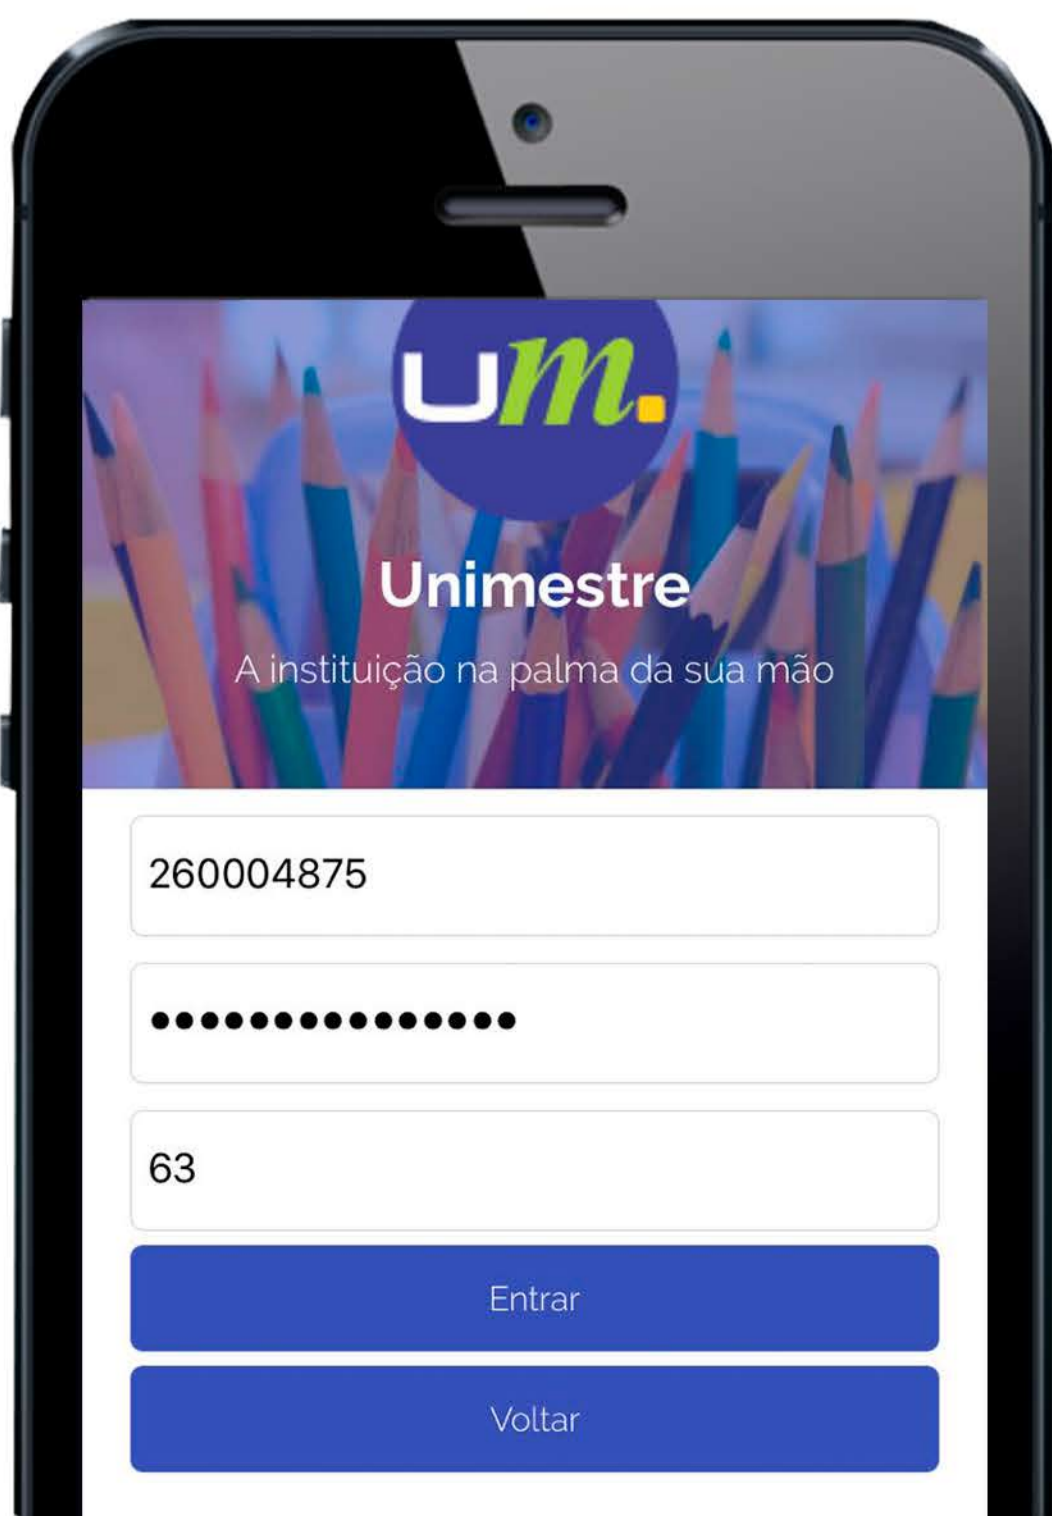 um.
Unimestre
A instituição na palma da sua mão
260004875
•••••••••••••••
63
Entrar
Voltar